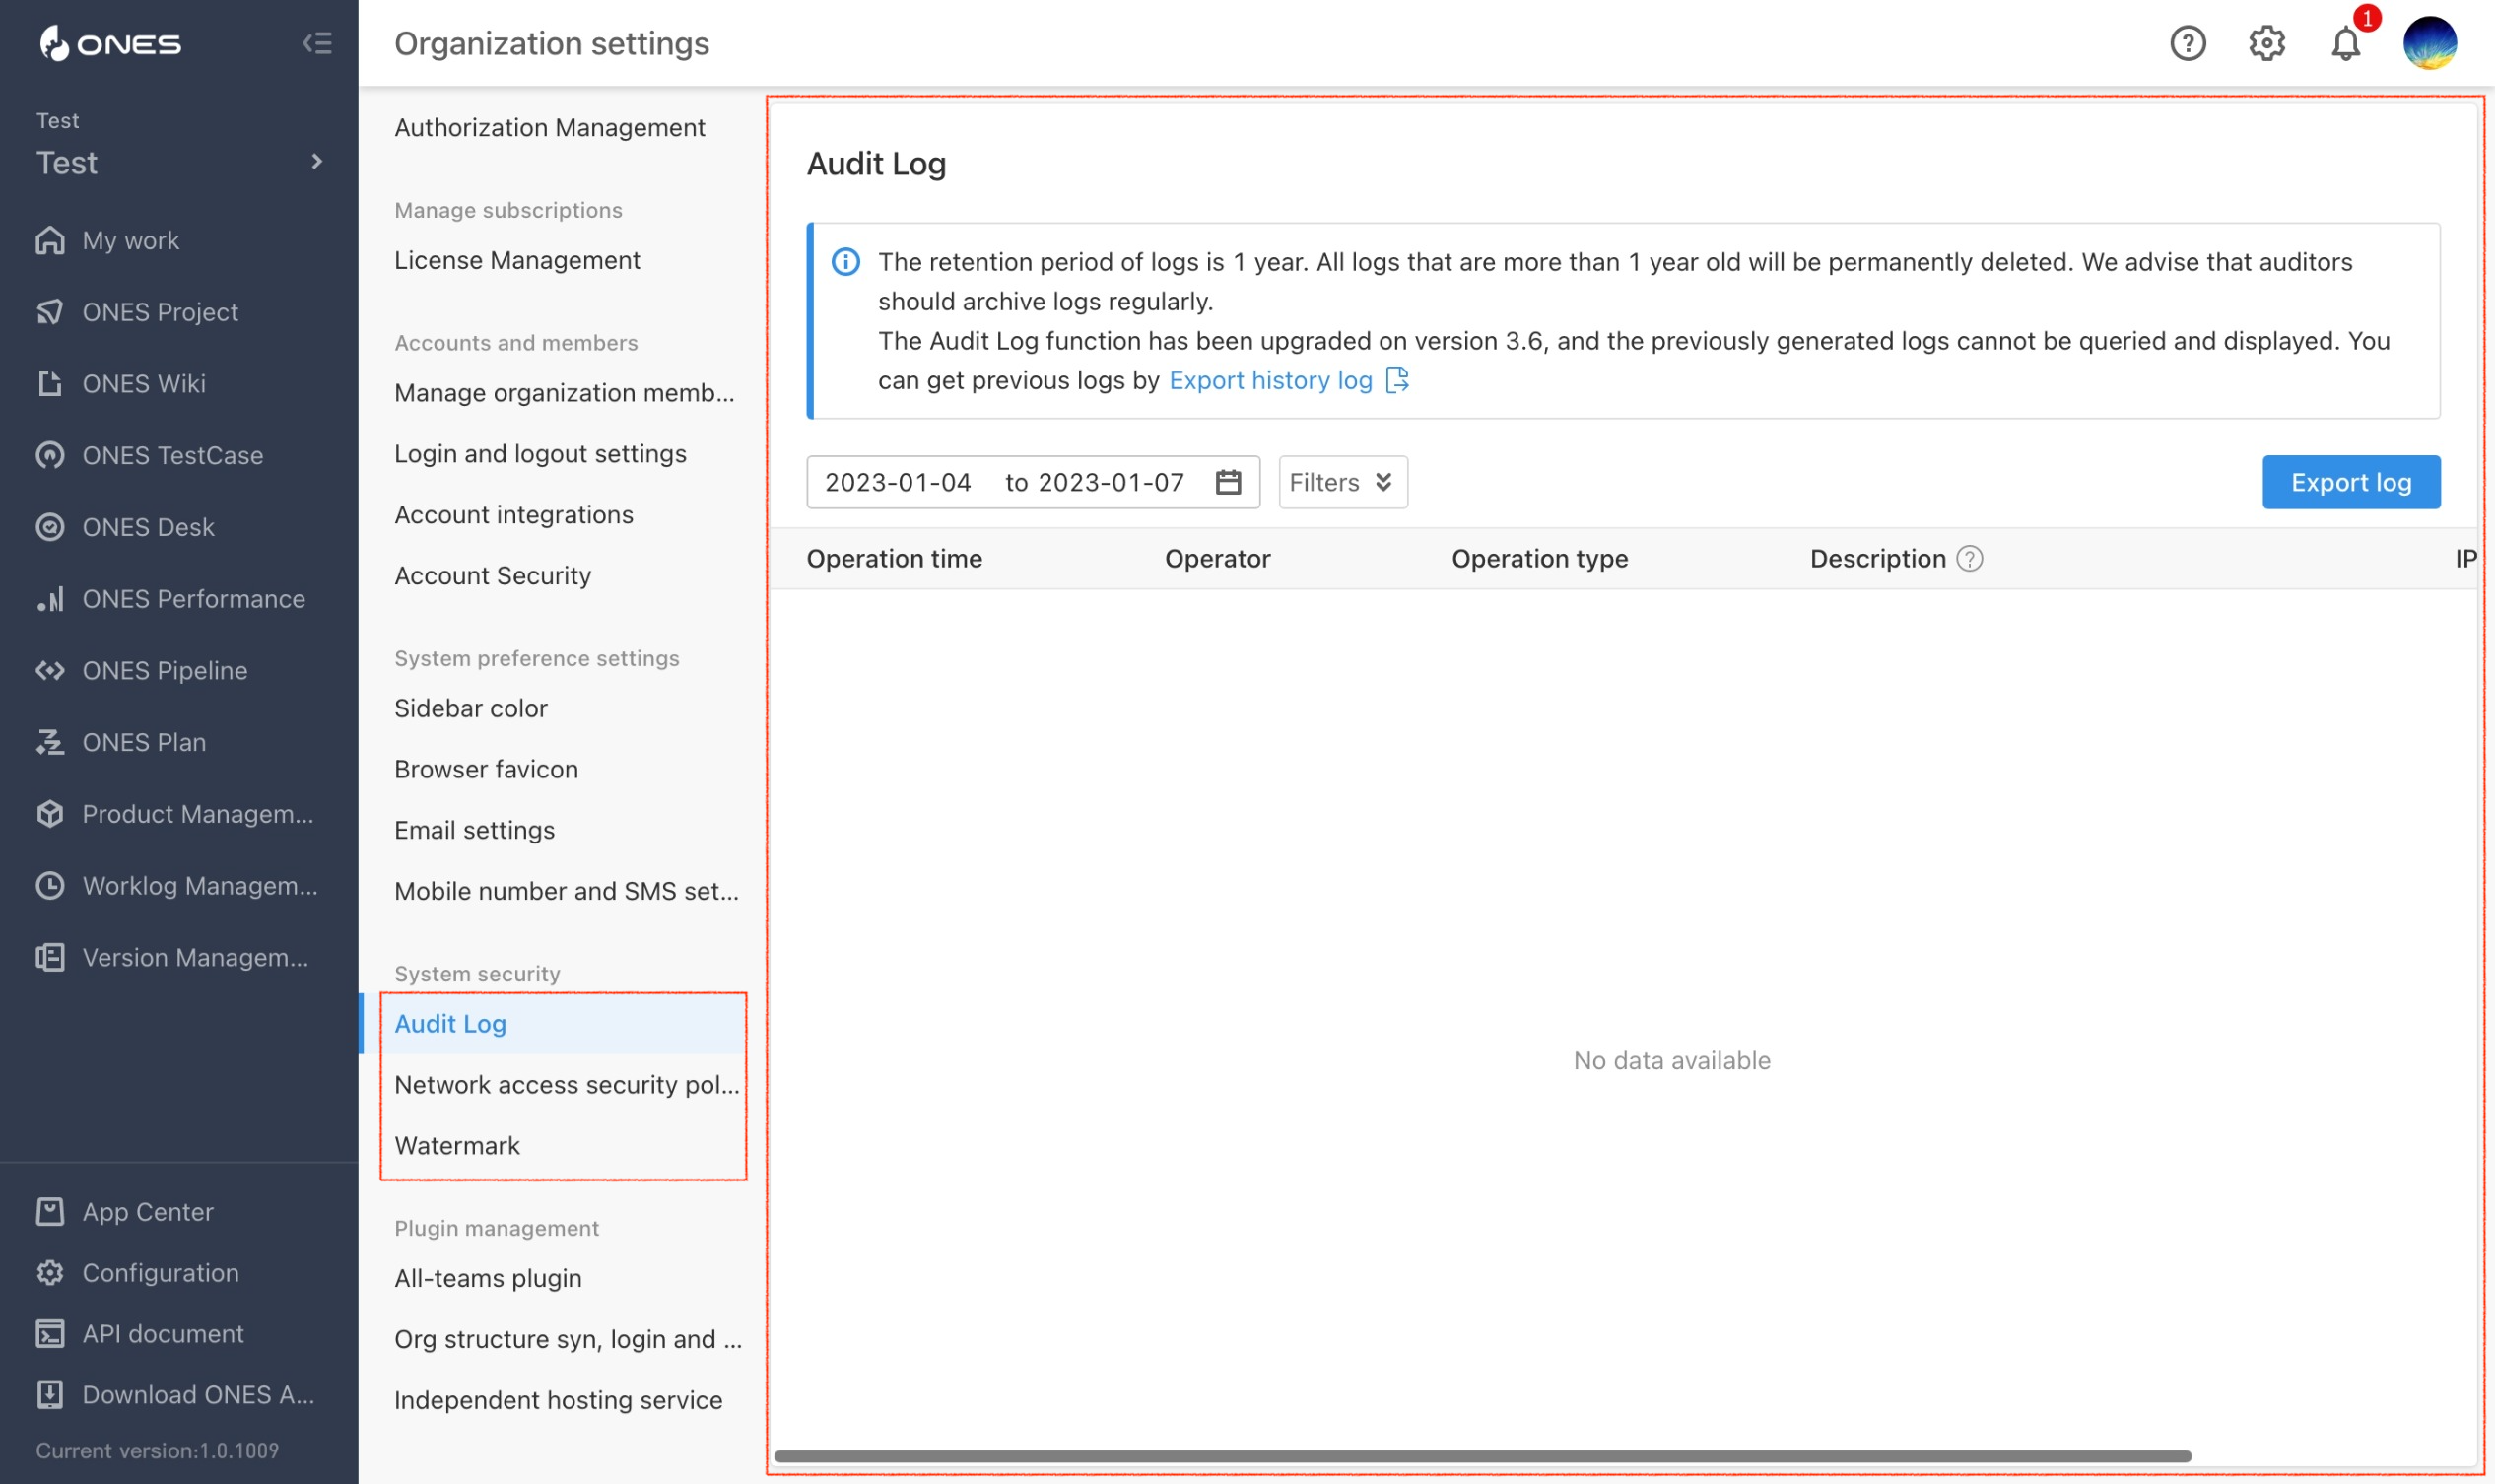 ONES
Test
Test
My work
ONES Project
ONES Wiki
ONES TestCase
ONES Desk
ONES Performance
ONES Pipeline
ONES Plan
Product Managem...
Worklog Managem...
Version Managem...
App Center
Configuration
API document
Download ONES A...
Current version:1.0.1009
Organization settings
1
Authorization Management
Manage subscriptions
License Management
Accounts and members
Manage organization memb...
Login and logout settings
Account integrations
Account Security
System preference settings
Sidebar color
Browser favicon
Email settings
Mobile number and SMS set...
System security
Audit Log
Network access security pol...
Watermark
Plugin management
All-teams plugin
Org structure syn, login and ...
Independent hosting service
Audit Log
The retention period of logs is 1 year. All logs that are more than 1 year old will be permanently deleted. We advise that auditors
should archive logs regularly.
The Audit Log function has been upgraded on version 3.6, and the previously generated logs cannot be queried and displayed. You
can get previous logs by Export history log
2023-01-04 to 2023-01-07 Filters Export log
Operation time Operator Operation type Description IP
No data available